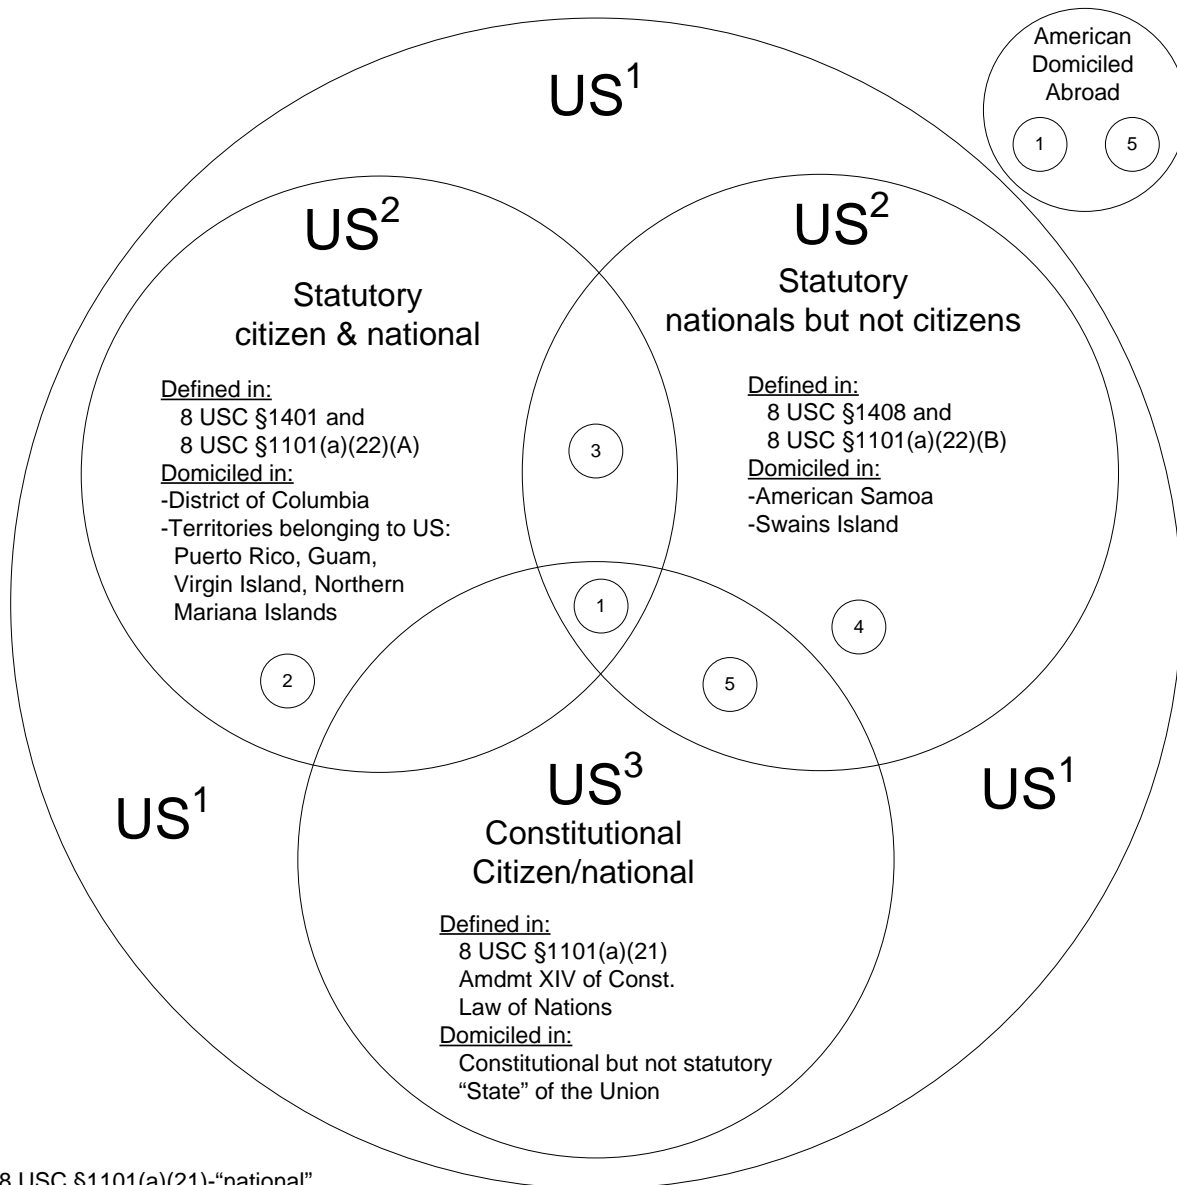 US1
American
Domiciled
Abroad
1
5
US2
Statutory
citizen & national
Defined in:
8 USC §1401 and
8 USC §1101(a)(22)(A)
Domiciled in:
-District of Columbia
-Territories belonging to US:
Puerto Rico, Guam,
Virgin Island, Northern
Mariana Islands
2
US2
Statutory
nationals but not citizens
Defined in:
8 USC §1408 and
8 USC §1101(a)(22)(B)
Domiciled in:
-American Samoa
-Swains Island
4
3
1
5
US1
US3
Constitutional
Citizen/national
Defined in:
8 USC §1101(a)(21)
Amdmt XIV of Const.
Law of Nations
Domiciled in:
Constitutional but not statutory
“State” of the Union
US1
8 USC §1101(a)(21)-“national”